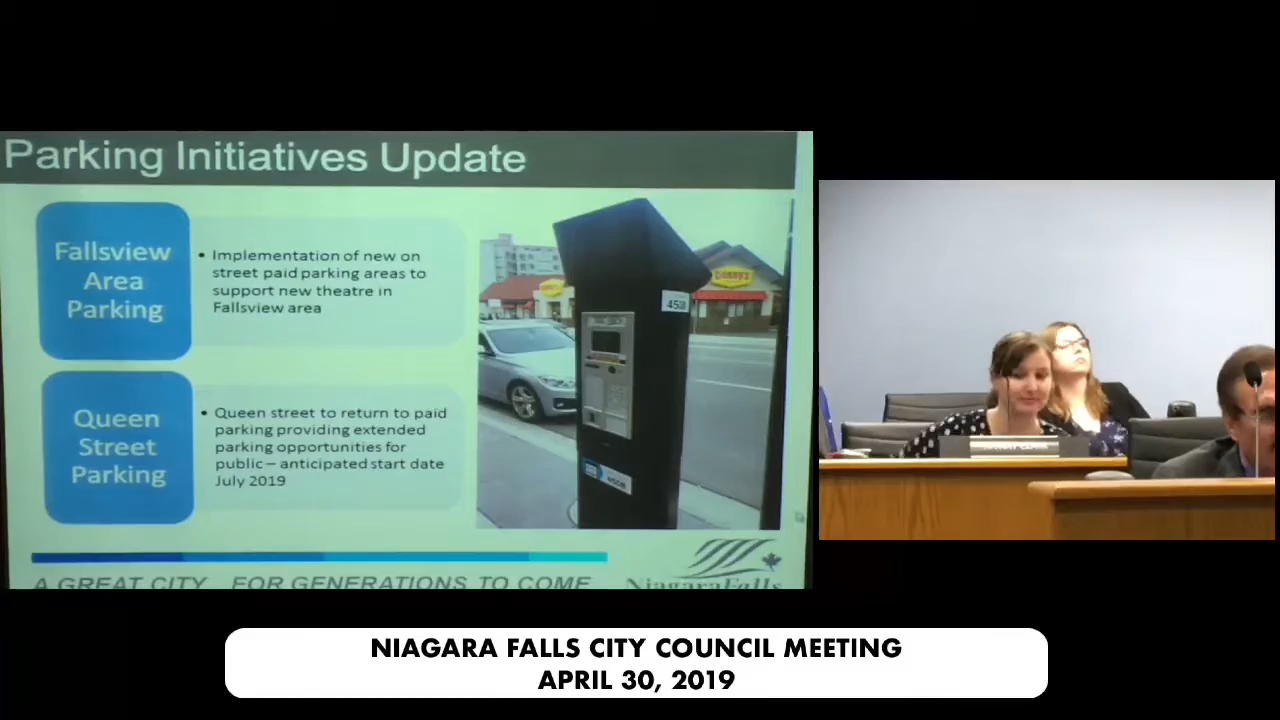 Parking Initiatives Update
Fallsview
Area
Parking
• Implementation of new on
street paid parking areas to
support new theatre in
Fallsview area
Queen
Street
Parking
• Queen street to return to paid
parking providing extended
parking opportunities for
public – anticipated start date
July 2019
Denny's
A GREAT CITY...FOR GENERATIONS TO COME
NiagaraFalls
NIAGARA FALLS CITY COUNCIL MEETING
APRIL 30, 2019